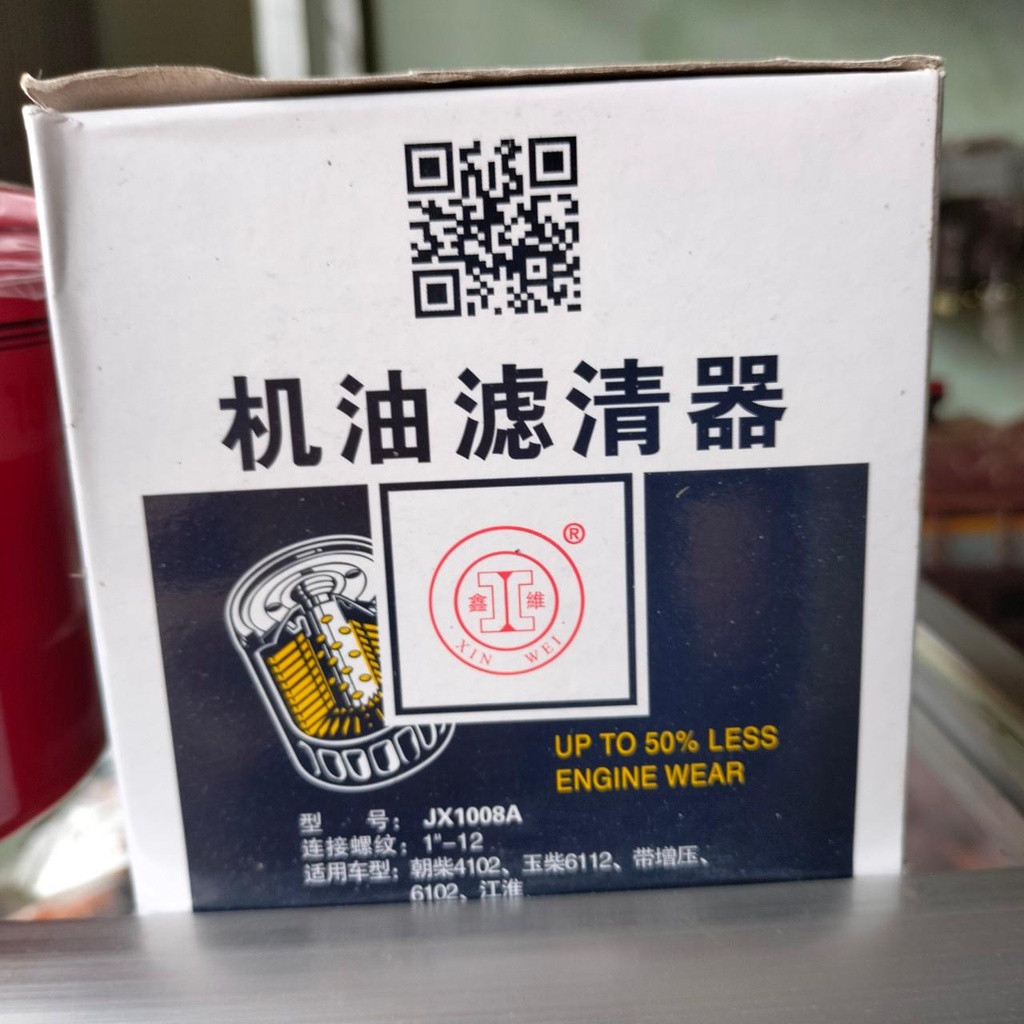 机油滤清器
®
鑫 維
XIN WEI
UP TO 50% LESS
ENGINE WEAR
型 号： JX1008A
连接螺纹： 1"-12
适用车型： 朝柴4102、玉柴6112、带增压、
6102、江淮